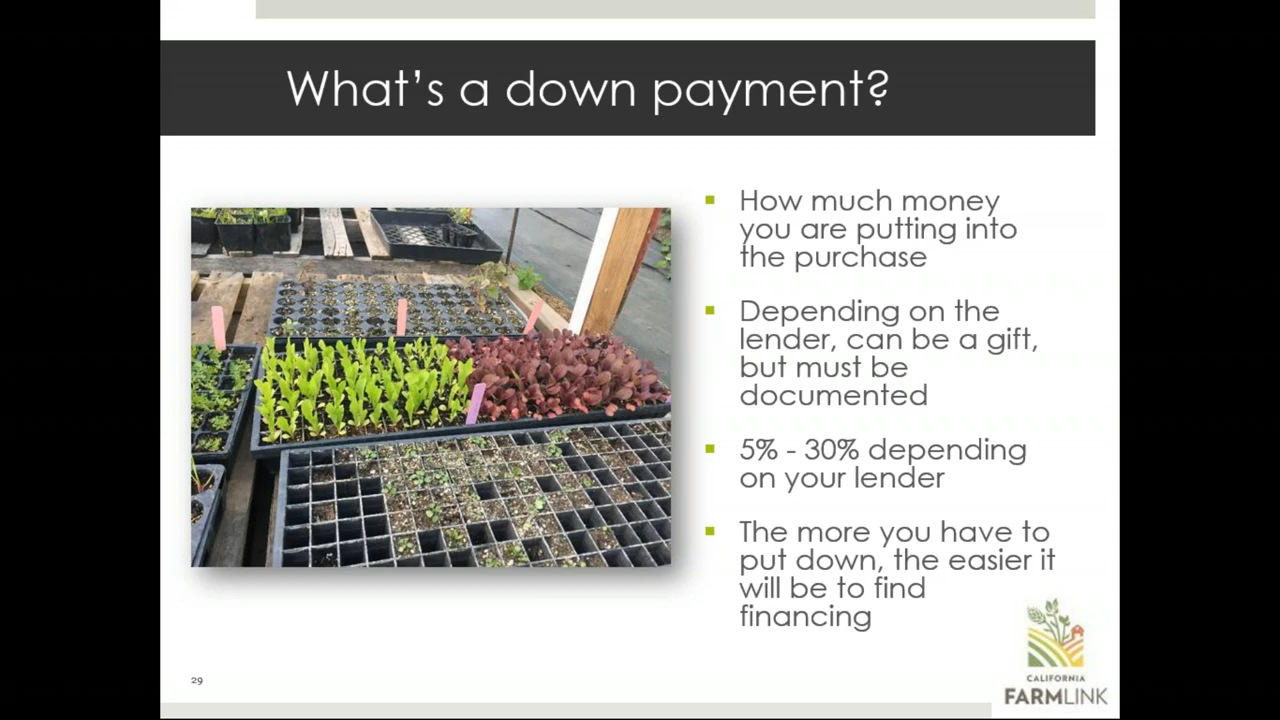 What's a down payment?
How much money
you are putting into
the purchase
Depending on the
lender, can be a gift,
but must be
documented
5% - 30% depending
on your lender
The more you have to
put down, the easier it
will be to find
financing
29
CALIFORNIA
FARMLINK